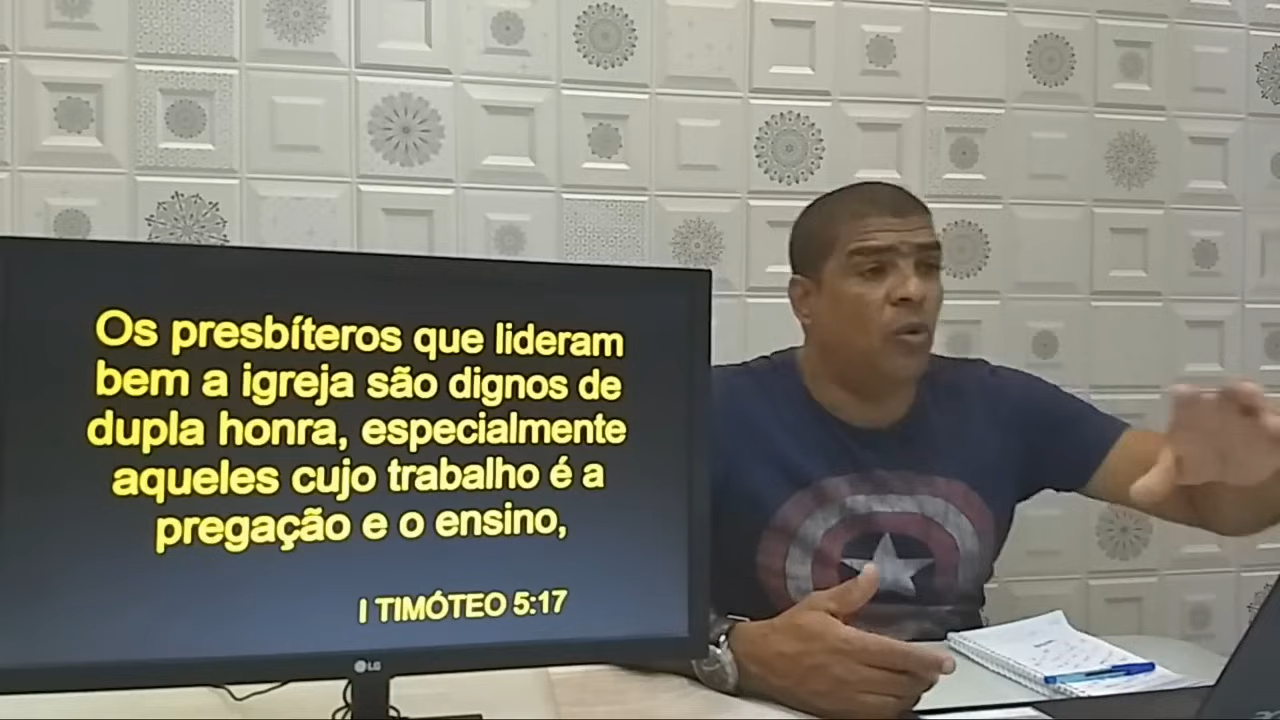 Os presbíteros que lideram
bem a igreja são dignos de
dupla honra, especialmente
aqueles cujo trabalho é a
pregação e o ensino,
I TIMÓTEO 5:17
LG